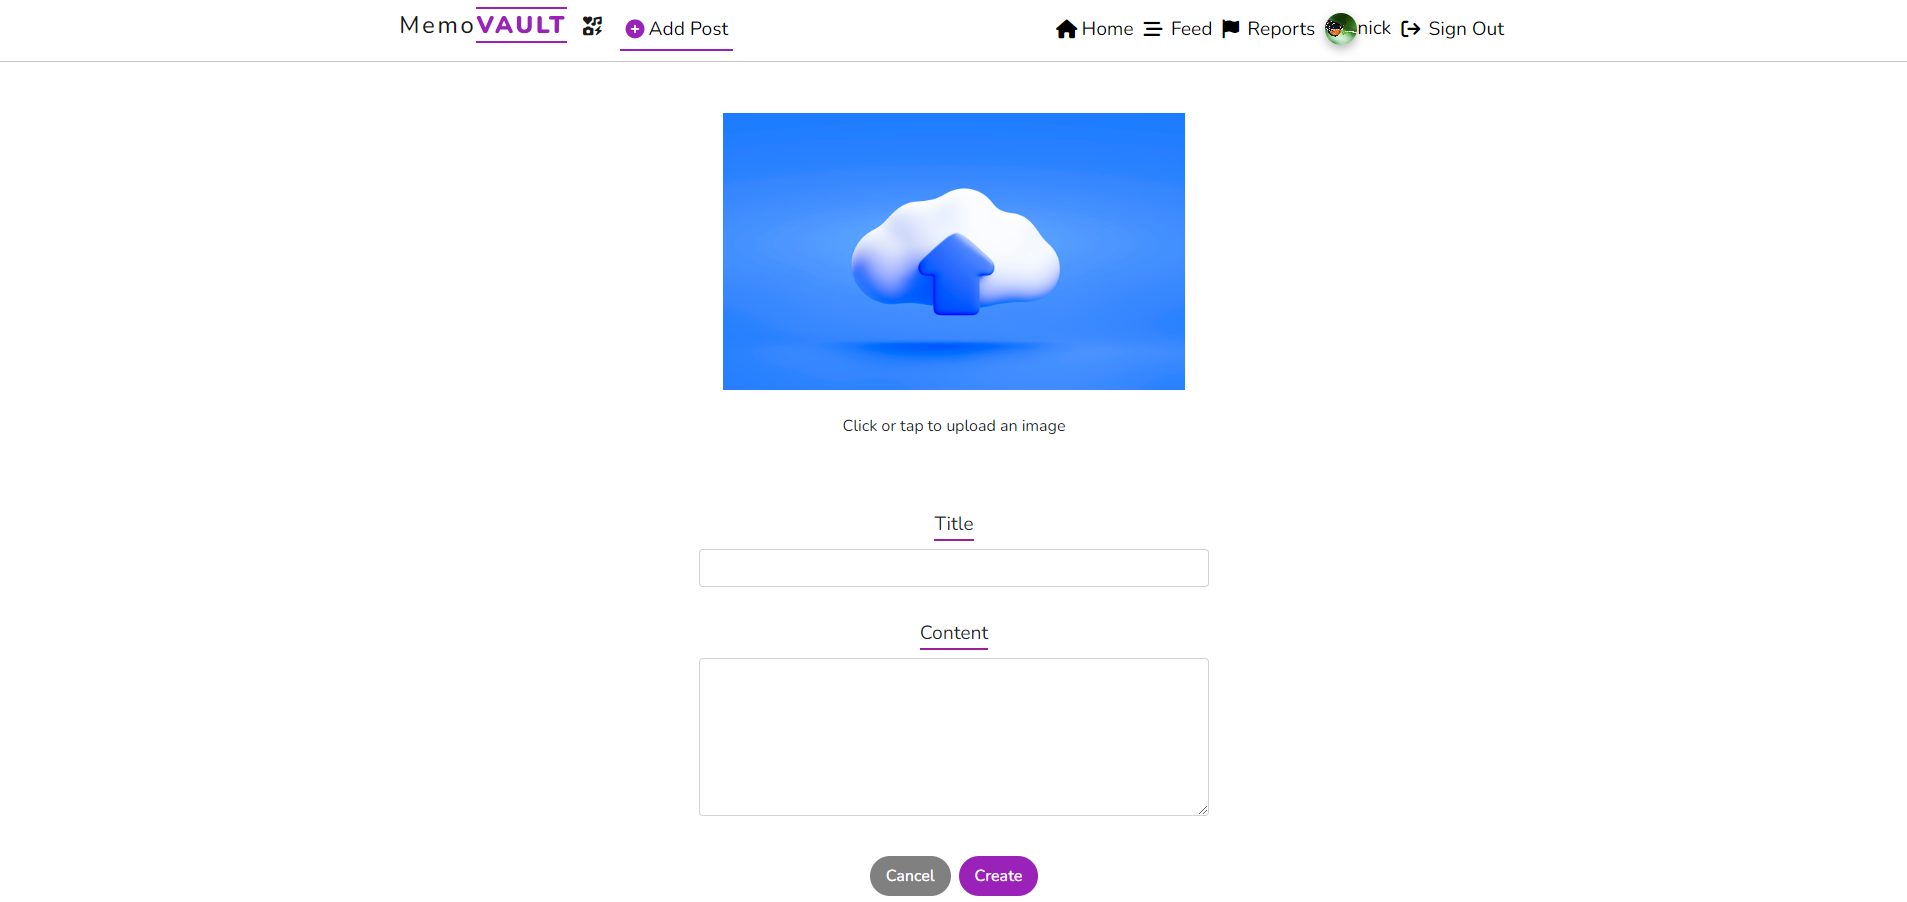 MemoVAULT Add Post Home Feed Reports nick Sign Out
Click or tap to upload an image
Title
Content
Cancel Create